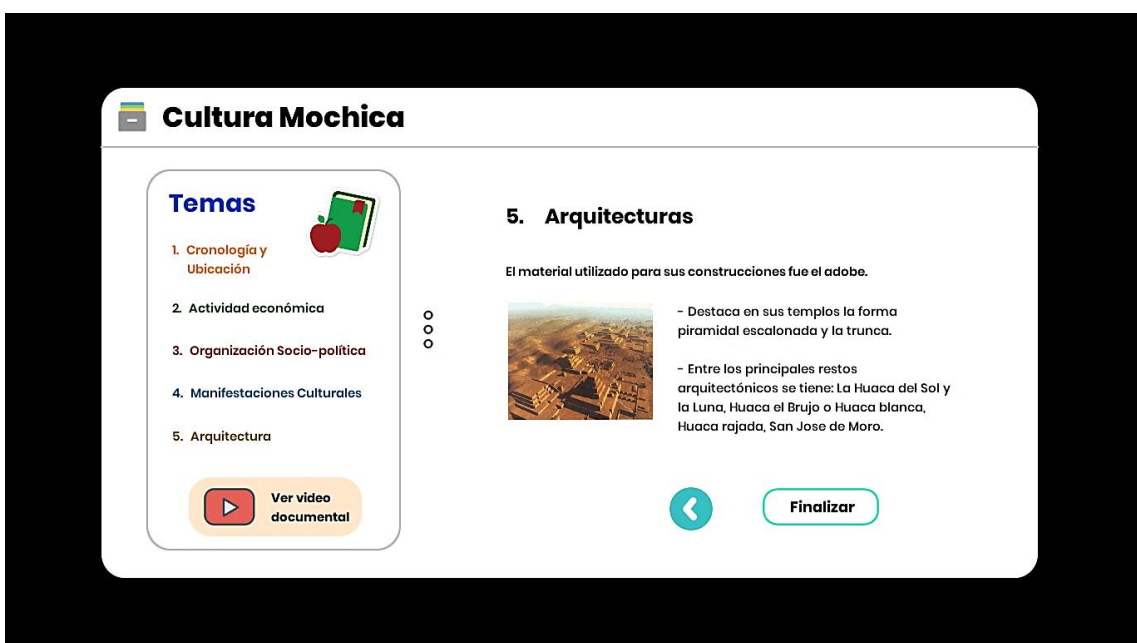 Cultura Mochica
Temas
1. Cronología y
Ubicación
2. Actividad económica
3. Organización Socio-política
4. Manifestaciones Culturales
5. Arquitectura
Ver video
documental
5. Arquitecturas
El material utilizado para sus construcciones fue el adobe.
- Destaca en sus templos la forma
piramidal escalonada y la trunca.
- Entre los principales restos
arquitectónicos se tiene: La Huaca del Sol y
la Luna, Huaca el Brujo o Huaca blanca,
Huaca rajada, San Jose de Moro.
Finalizar